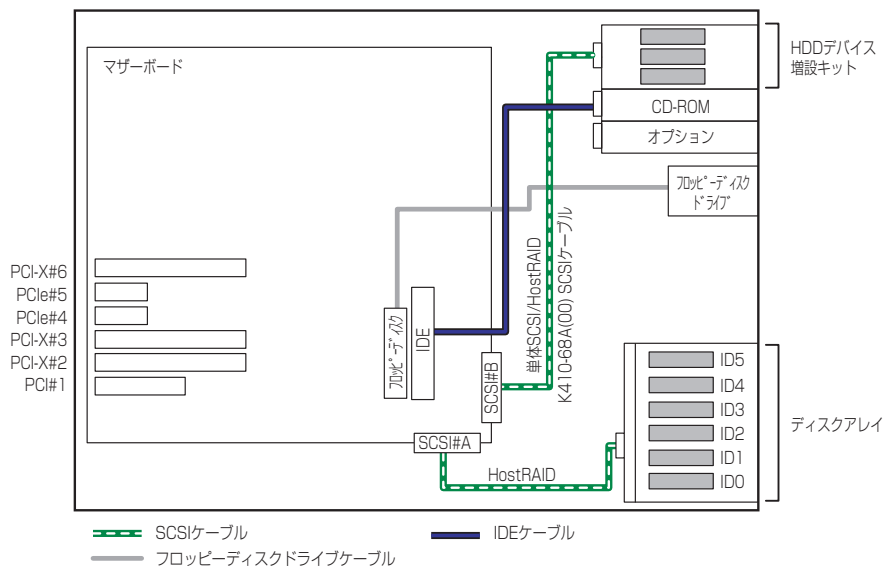 マザーボード
HDDデバイス
増設キット
CD-ROM
オプション
フロッピーディスク
ドライブ
PCI-X#6
PCIe#5
PCIe#4
PCI-X#3
PCI-X#2
PCI#1
フロッピーディスク
IDE
単体SCSI/HostRAID
K410-68A(00) SCSIケーブル
SCSI#B
SCSI#A
HostRAID
ID5
ID4
ID3
ID2
ID1
ID0
ディスクアレイ
SCSIケーブル
IDEケーブル
フロッピーディスクドライブケーブル